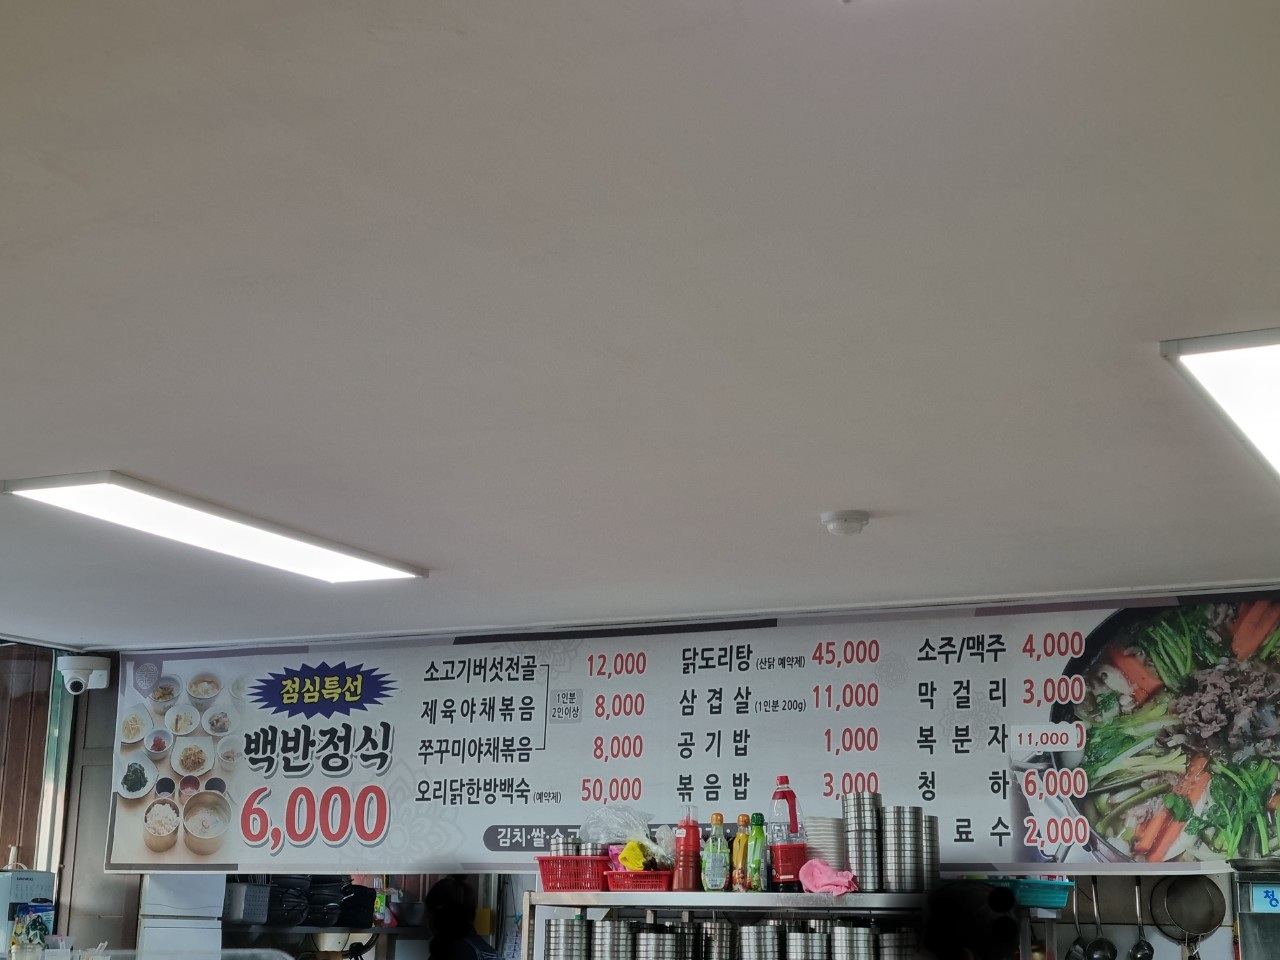 점심특선
백반정식
6,000
소고기버섯전골 12,000
제육야채볶음 8,000
쭈꾸미야채볶음 8,000
1인분
2인이상
오리닭한방백숙 (예약제) 50,000
닭도리탕 (산닭 예약제) 45,000
삼겹살 (1인분 200g) 11,000
공기밥 1,000
볶음밥 3,000
소주/맥주 4,000
막걸리 3,000
복분자 11,000
청하 6,000
료수 2,000
김치·쌀·
청